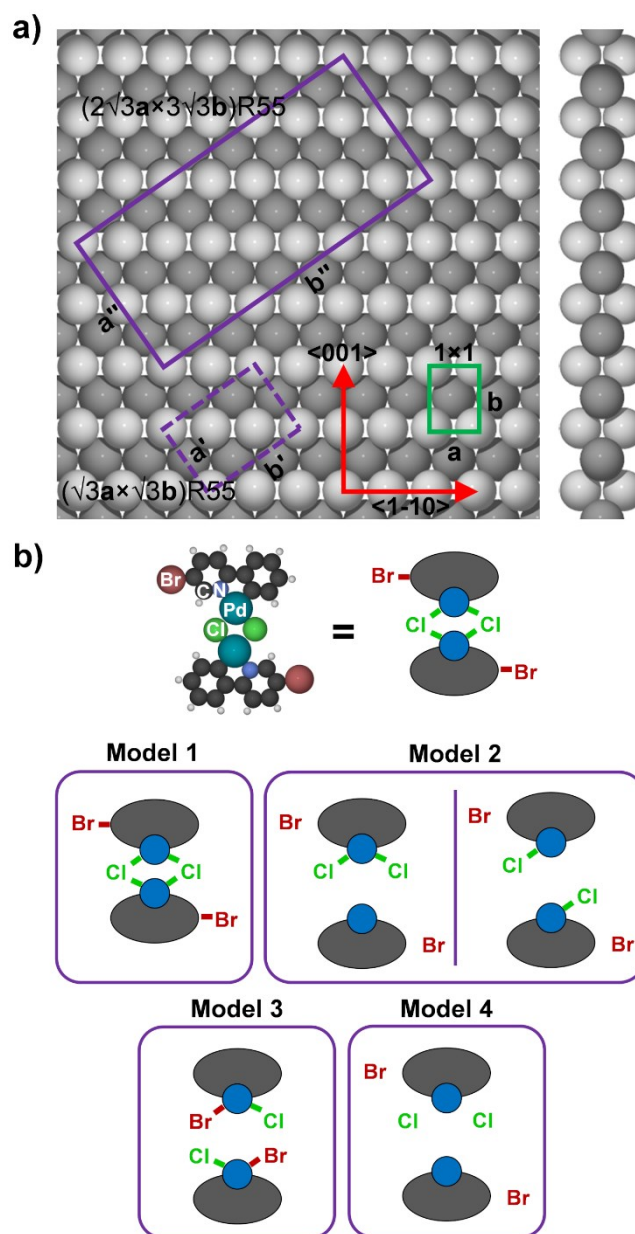 a)
(2√3a×3√3b)R55
a"
b"
<001>
1×1
b
a
a'
b'
(√3a×√3b)R55
<1-10>
b)
Br
C
N
Pd
Cl
=
Br
Cl
Cl
Br
Model 1
Model 2
Br
Cl
Cl
Br
Br
Cl
Cl
Br
Br
Cl
Cl
Br
Model 3
Model 4
Br
Cl
Cl
Br
Br
Cl
Cl
Br